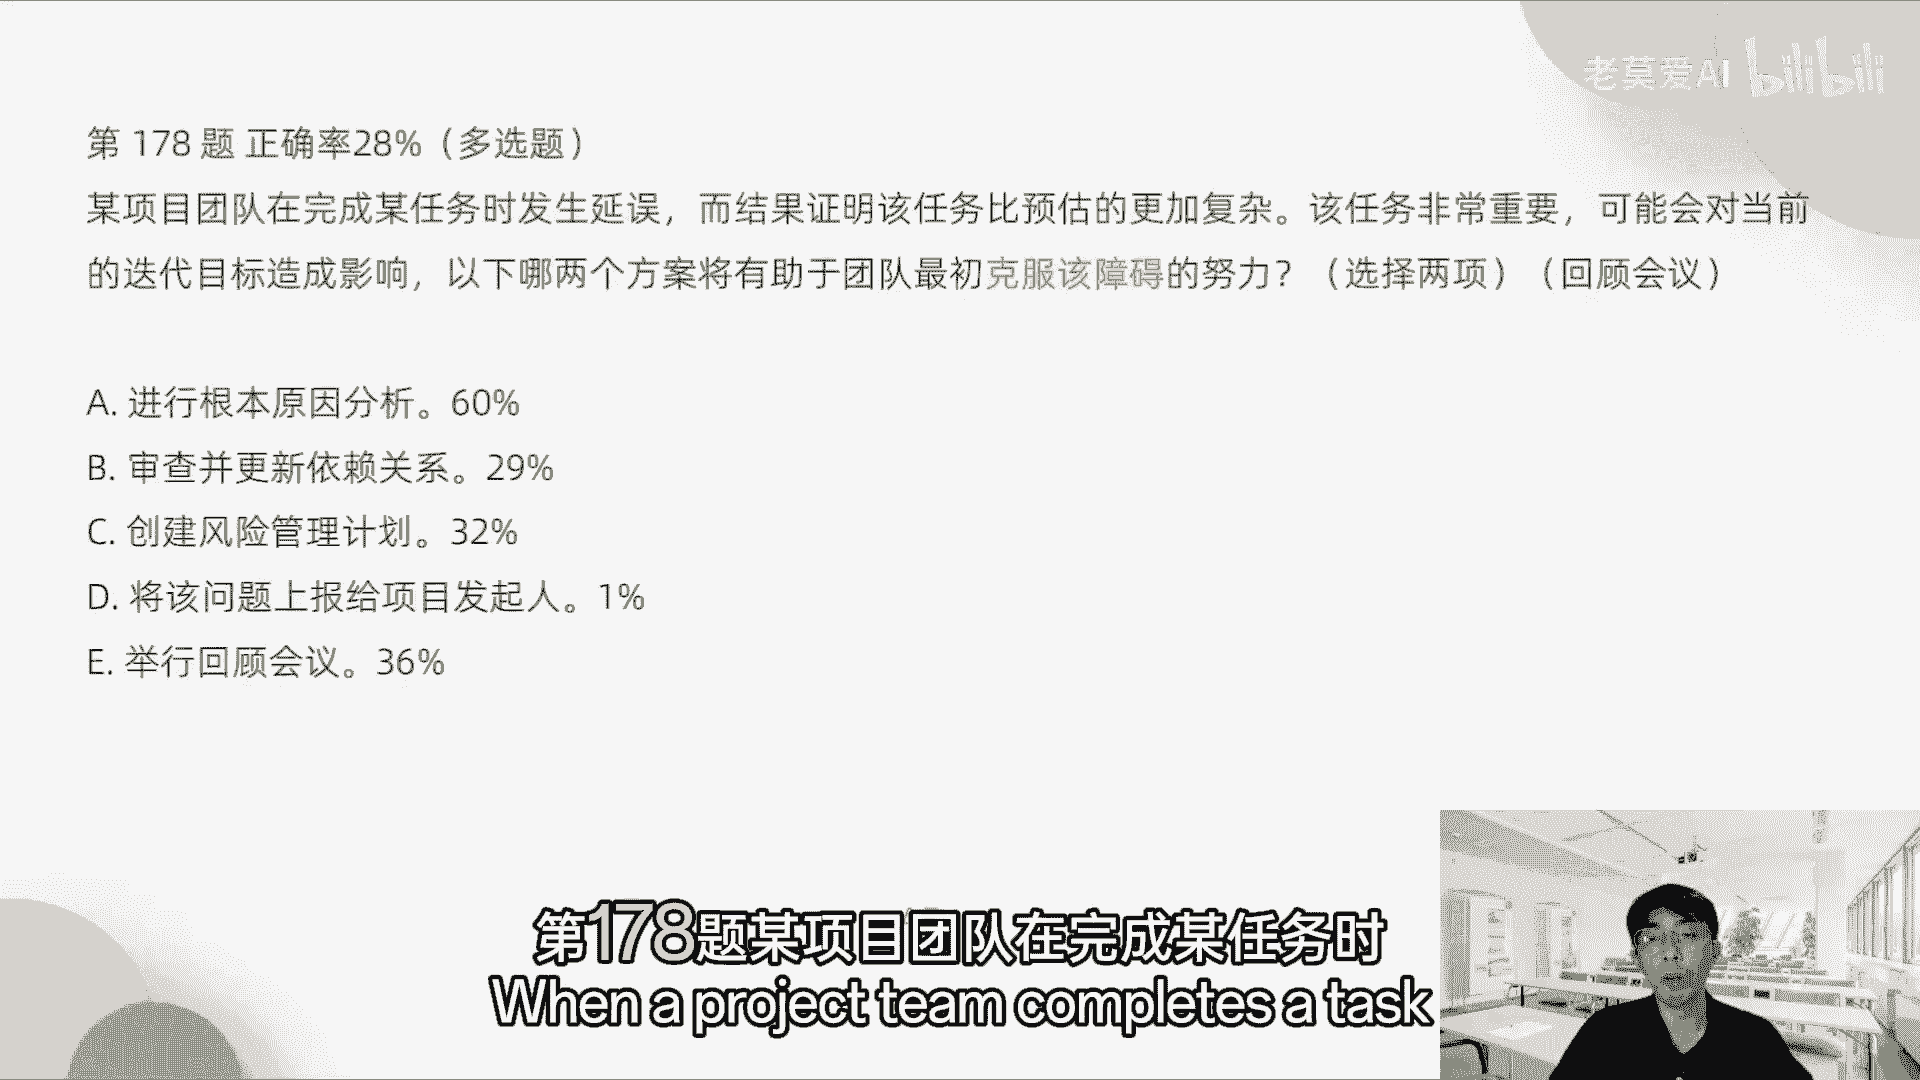 老莫爱AI bilibili
第 178 题 正确率28%（多选题）
某项目团队在完成某任务时发生延误，而结果证明该任务比预估的更加复杂。该任务非常重要，可能会对当前
的迭代目标造成影响，以下哪两个方案将有助于团队最初克服该障碍的努力？（选择两项）（回顾会议）
A. 进行根本原因分析。60%
B. 审查并更新依赖关系。29%
C. 创建风险管理计划。32%
D. 将该问题上报给项目发起人。1%
E. 举行回顾会议。36%
第178题某项目团队在完成某任务时
When a project team completes a task